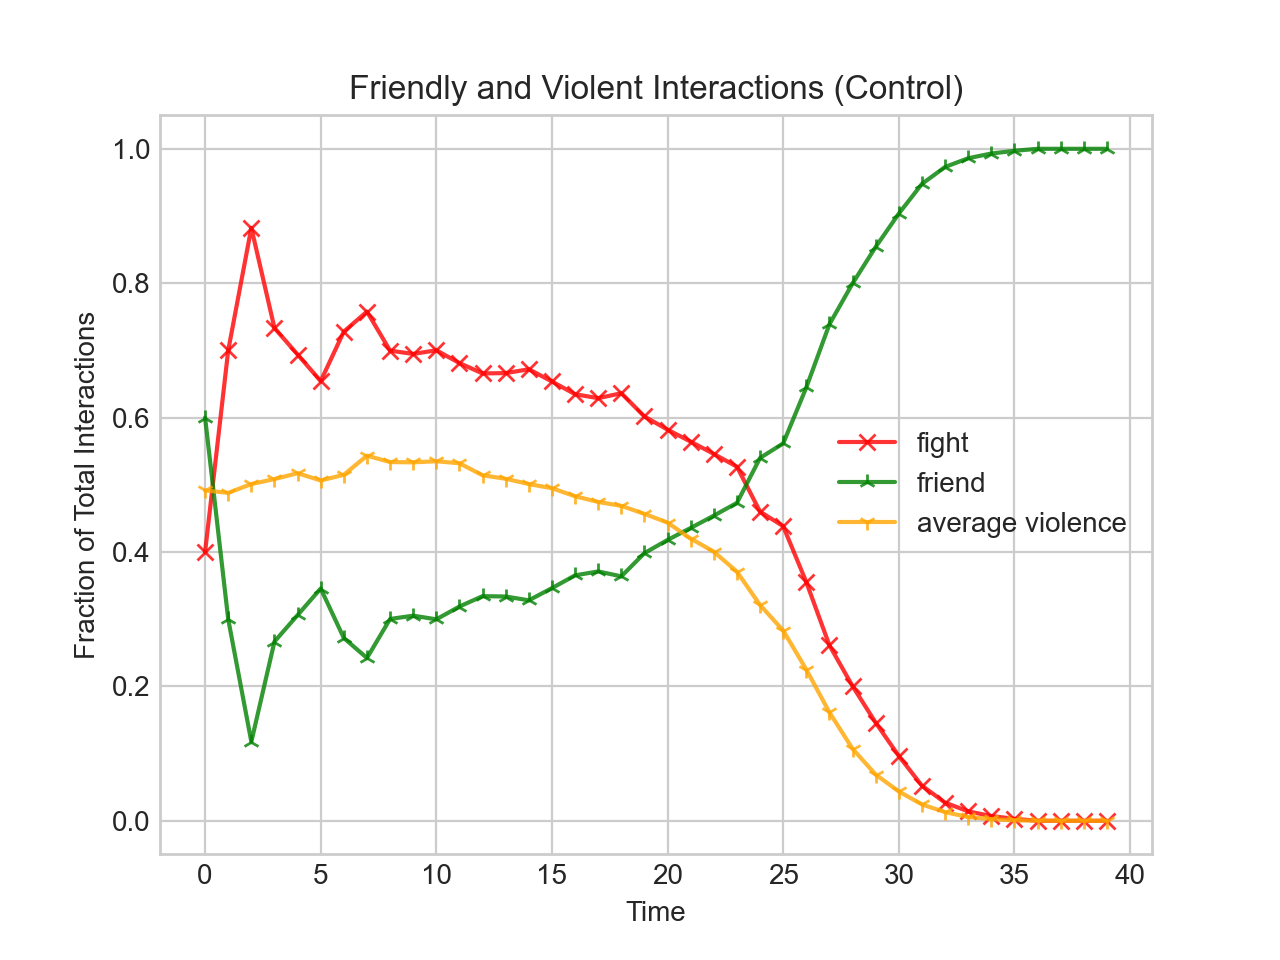 Friendly and Violent Interactions (Control)
Fraction of Total Interactions
1.0
0.8
0.6
0.4
0.2
0.0
fight
friend
average violence
0 5 10 15 20 25 30 35 40
Time